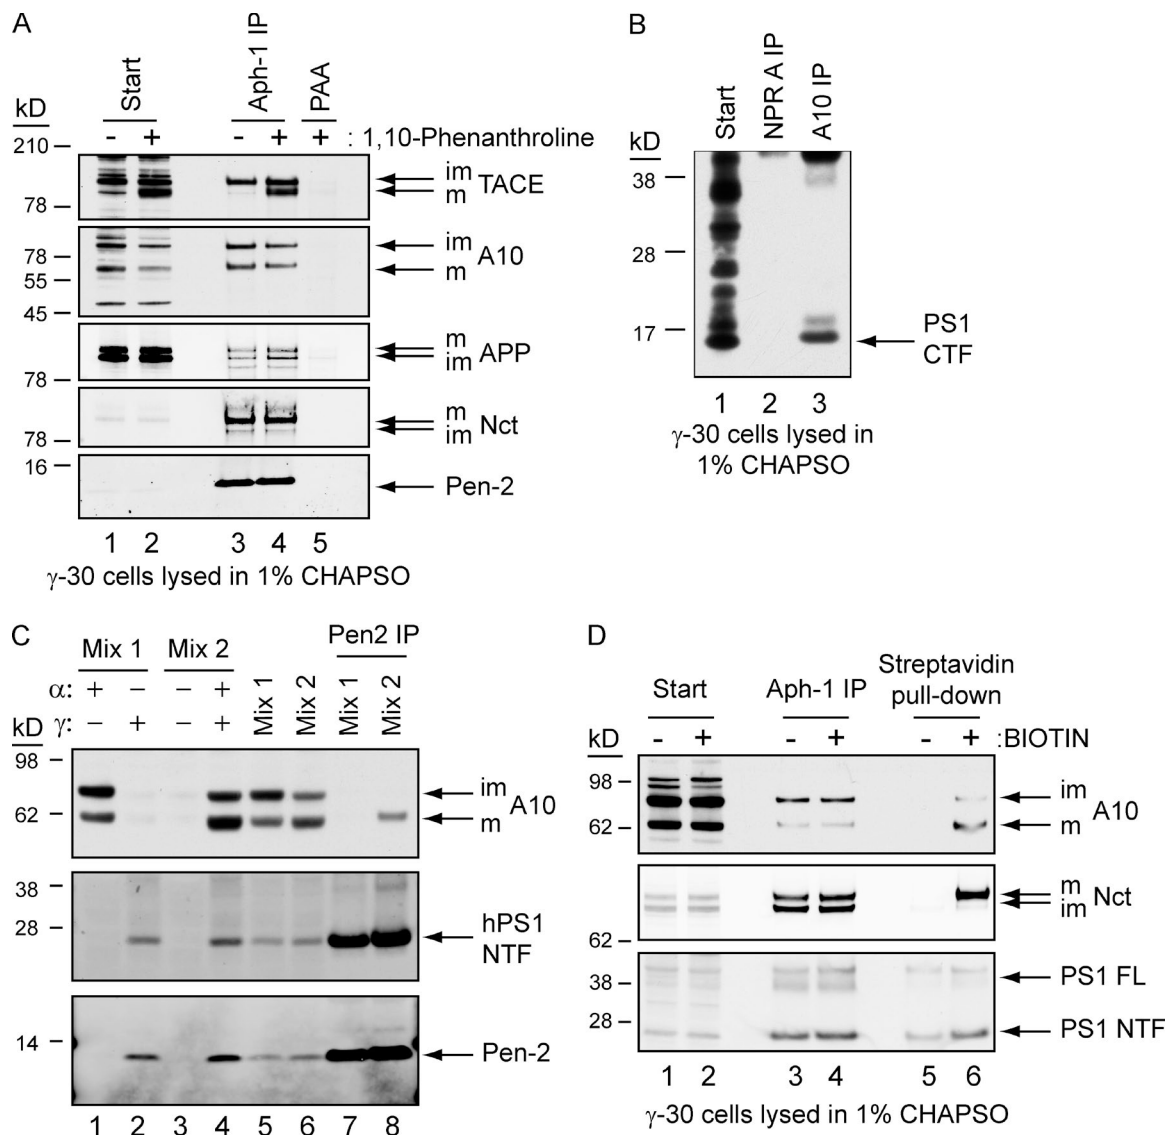 A
Start
Aph-1 IP
PAA
kD
- + - + + : 1,10-Phenanthroline
210
78
im
m
TACE
78
55
45
im
m
A10
78
m
im
APP
78
m
im
Nct
16
Pen-2
1 2 3 4 5
γ-30 cells lysed in 1% CHAPSO
B
Start
NPR A IP
A10 IP
kD
38
28
17
PS1
CTF
1 2 3
γ-30 cells lysed in
1% CHAPSO
C
Mix 1 Mix 2 Pen2 IP
α: + – – + Mix 1 Mix 2 Mix 1 Mix 2
γ: – + – +
kD
98
62
im
m
A10
38
28
hPS1
NTF
14
Pen-2
1 2 3 4 5 6 7 8
D
Start Aph-1 IP Streptavidin
pull-down
kD - + - + - + :BIOTIN
98
62
im
m
A10
m
im
Nct
62
38
28
PS1 FL
PS1 NTF
1 2 3 4 5 6
γ-30 cells lysed in 1% CHAPSO